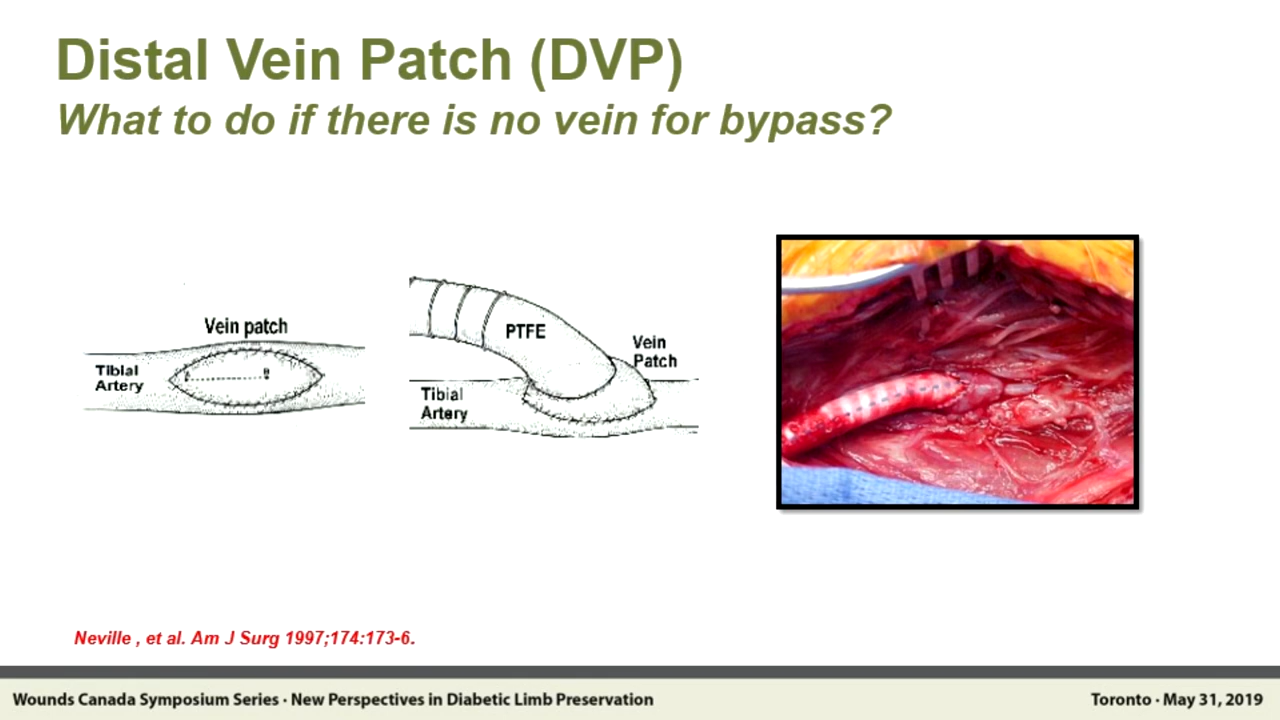 Distal Vein Patch (DVP)
What to do if there is no vein for bypass?
Vein patch
Tibial
Artery
PTFE
Vein
Patch
Tibial
Artery
Neville , et al. Am J Surg 1997;174:173-6.
Wounds Canada Symposium Series · New Perspectives in Diabetic Limb Preservation
Toronto · May 31, 2019